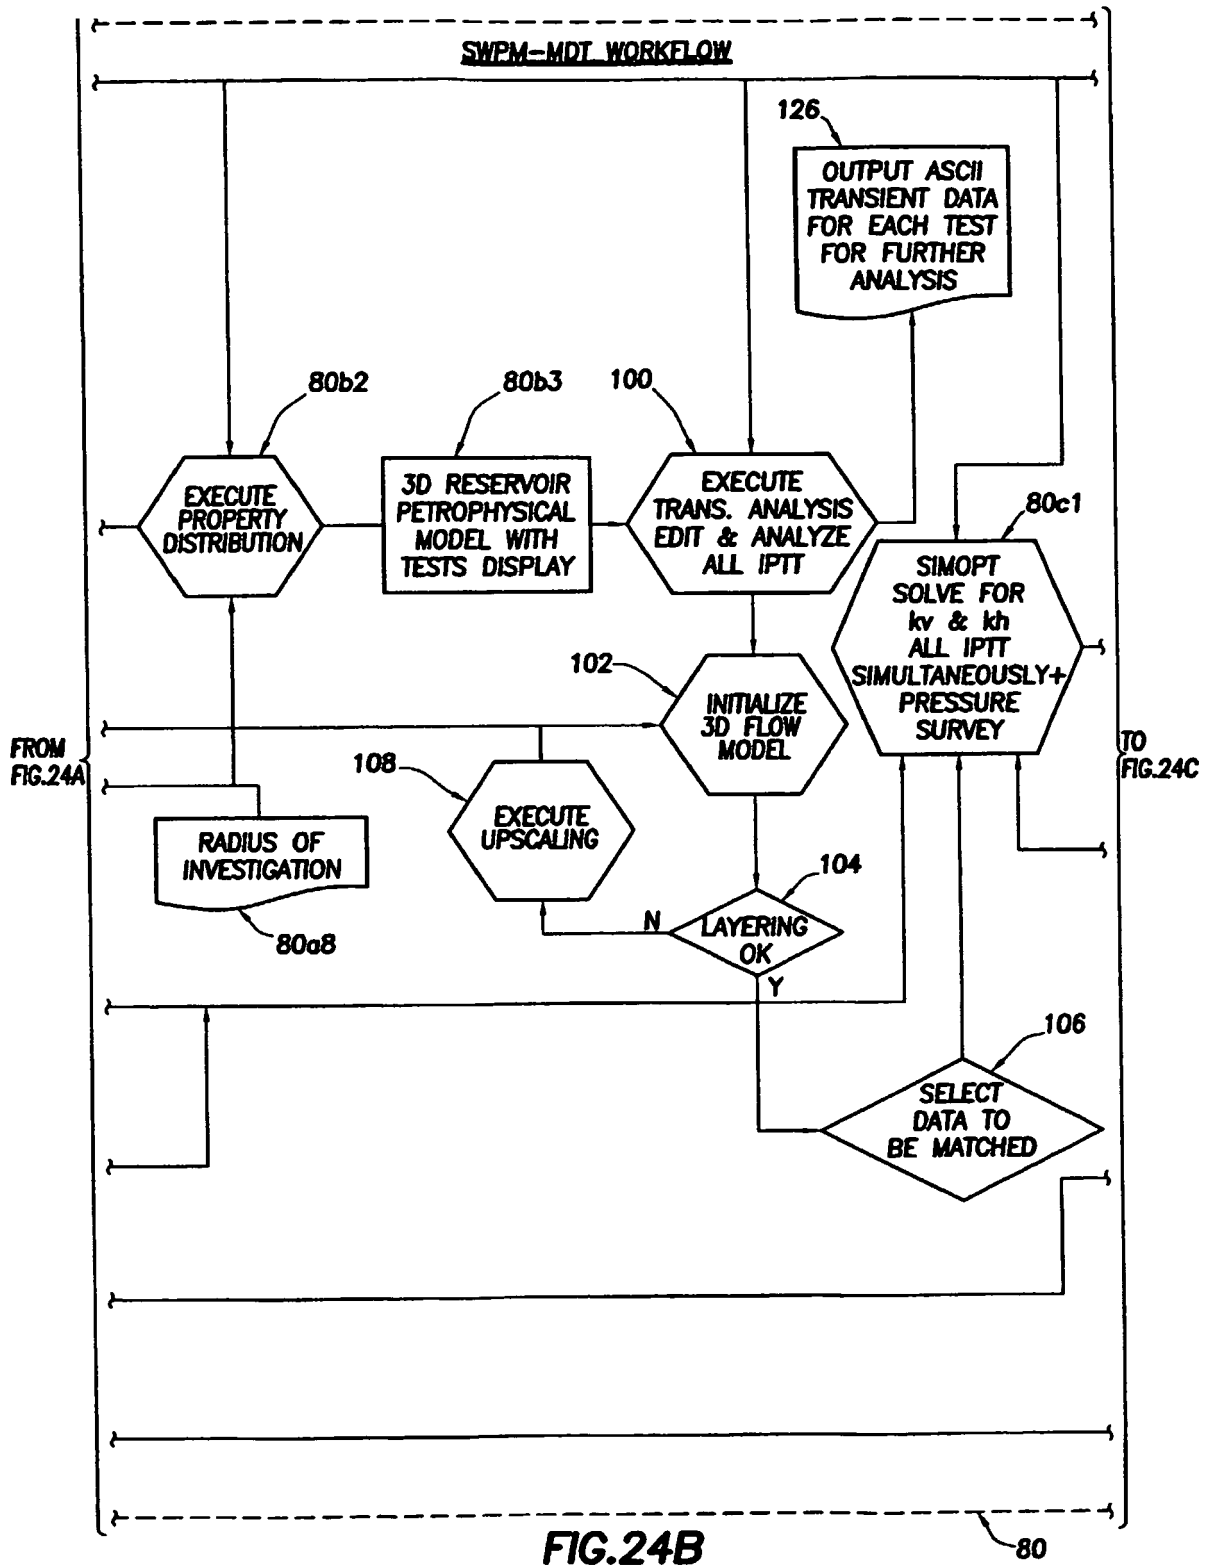 SWPM-MDT WORKFLOW
126
OUTPUT ASCII
TRANSIENT DATA
FOR EACH TEST
FOR FURTHER
ANALYSIS
80b2
80b3
100
EXECUTE
PROPERTY
DISTRIBUTION
3D RESERVOIR
PETROPHYSICAL
MODEL WITH
TESTS DISPLAY
EXECUTE
TRANS. ANALYSIS
EDIT & ANALYZE
ALL IPTT
80c1
SIMOPT
SOLVE FOR
kv & kh
ALL IPTT
SIMULTANEOUSLY+
PRESSURE
SURVEY
102
INITIALIZE
3D FLOW
MODEL
FROM
FIG.24A
TO
FIG.24C
108
EXECUTE
UPSCALING
RADIUS OF
INVESTIGATION
80a8
104
LAYERING
OK
N
Y
106
SELECT
DATA TO
BE MATCHED
80
FIG.24B